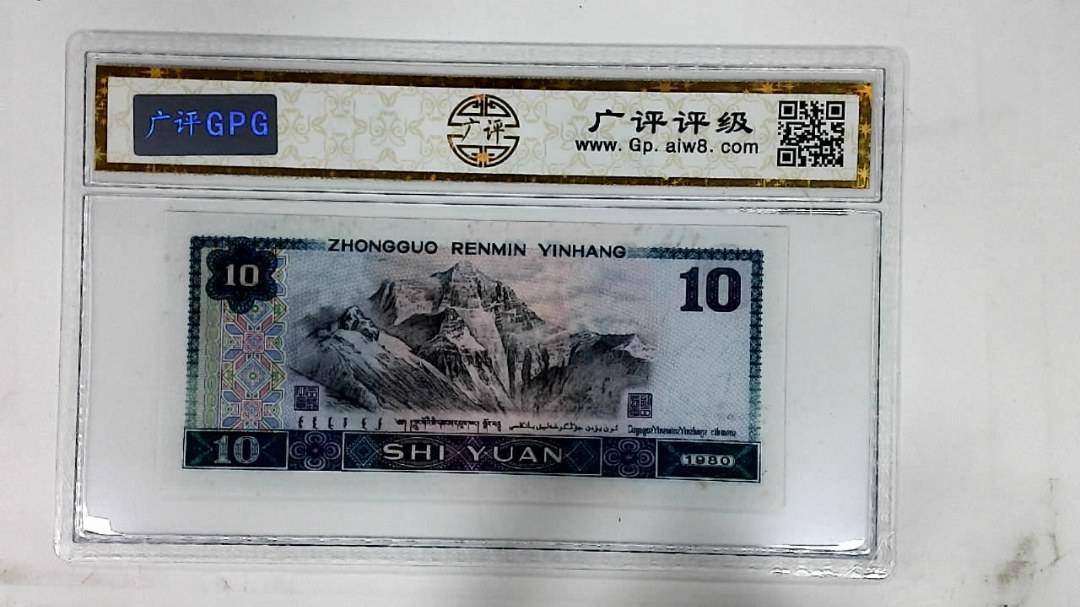 广评GPG
广评
广评评级
www.Gp.aiw8.com
ZHONGGUO RENMIN YINHANG
10
10
10
SHI YUAN
1980